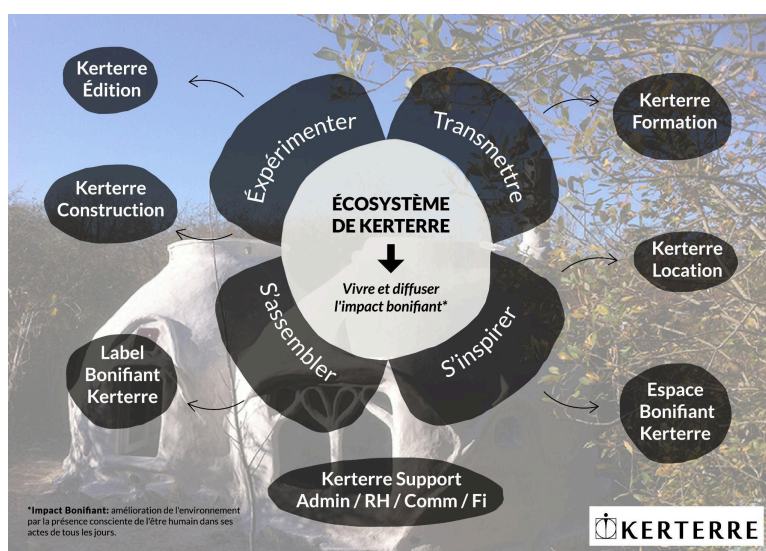 Kerterre
Édition
Kerterre
Construction
Label
Bonifiant
Kerterre
Éxpérimenter
Transmettre
S'assembler
S'inspirer
ÉCOSYSTÈME
DE KERTERRE
Vivre et diffuser
l'impact bonifiant*
Kerterre
Formation
Kerterre
Location
Espace
Bonifiant
Kerterre
Kerterre Support
Admin / RH / Comm / Fi
*Impact Bonifiant: amélioration de l'environnement
par la présence consciente de l'être humain dans ses
actes de tous les jours.
KERTERRE